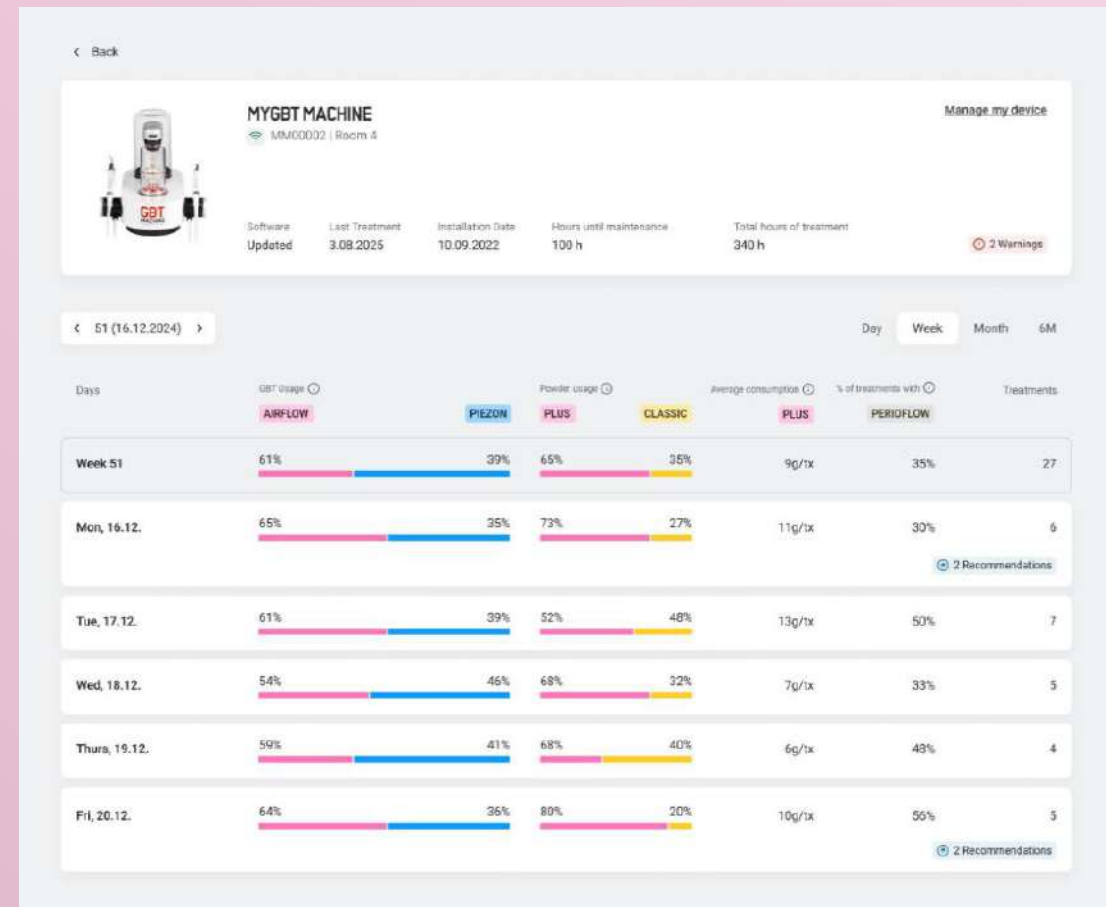 Back
MYGBT MACHINE
MM00002 | Room 4
Manage my device
GBT
MACHINE
Software Last Treatment Installation Date Hours until maintenance Total hours of treatment
Updated 3.08.2025 10.09.2022 100 h 340 h
2 Warnings
51 (16.12.2024)
Day Week Month 6M
Days GBT Usage Powder usage Average consumption % of treatments with Treatments
AIRFLOW PIEZON PLUS CLASSIC PLUS PERIOFLOW
Week 51 61% 39% 65% 35% 9g/tx 35% 27
Mon, 16.12. 65% 35% 73% 27% 11g/tx 30% 6
2 Recommendations
Tue, 17.12. 61% 39% 52% 48% 13g/tx 50% 7
Wed, 18.12. 54% 46% 68% 32% 7g/tx 33% 5
Thurs, 19.12. 59% 41% 68% 40% 6g/tx 48% 4
Fri, 20.12. 64% 36% 80% 20% 10g/tx 56% 5
2 Recommendations